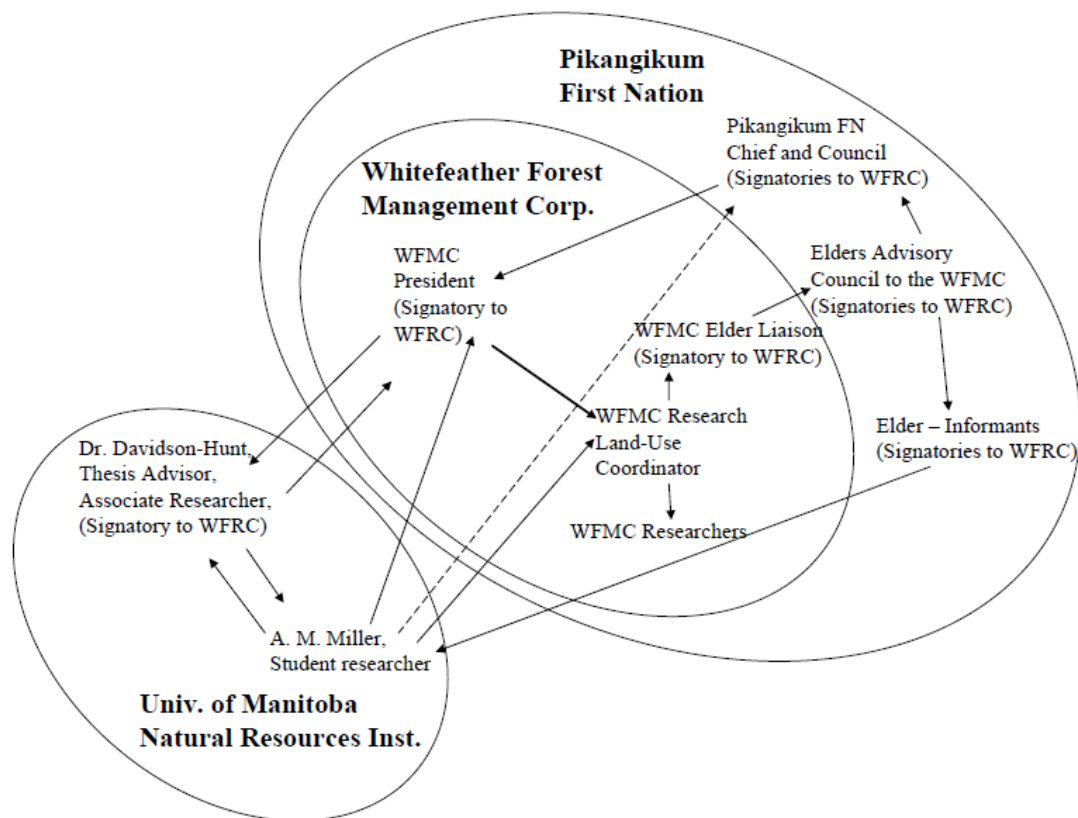 Pikangikum
First Nation
Pikangikum FN
Chief and Council
(Signatories to WFRC)
Whitefeather Forest
Management Corp.
WFMC
President
(Signatory to
WFRC)
Elders Advisory
Council to the WFMC
(Signatories to WFRC)
WFMC Elder Liaison
(Signatory to WFRC)
WFMC Research
Land-Use
Coordinator
Elder – Informants
(Signatories to WFRC)
WFMC Researchers
Dr. Davidson-Hunt,
Thesis Advisor,
Associate Researcher,
(Signatory to WFRC)
A. M. Miller,
Student researcher
Univ. of Manitoba
Natural Resources Inst.